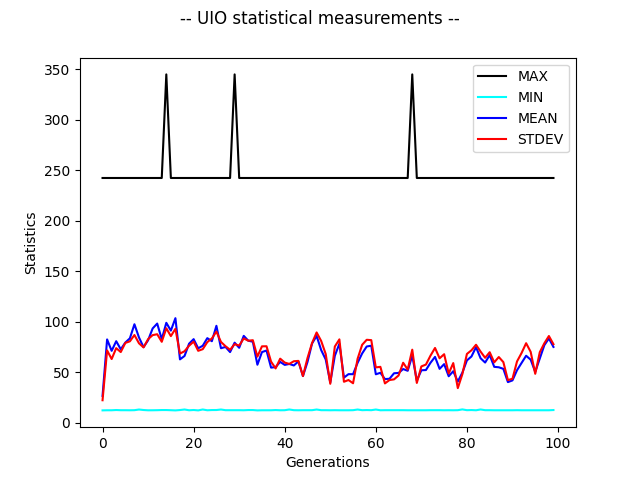 -- UIO statistical measurements --
350
300
250
200
150
100
50
0
Statistics
MAX
MIN
MEAN
STDEV
0 20 40 60 80 100
Generations